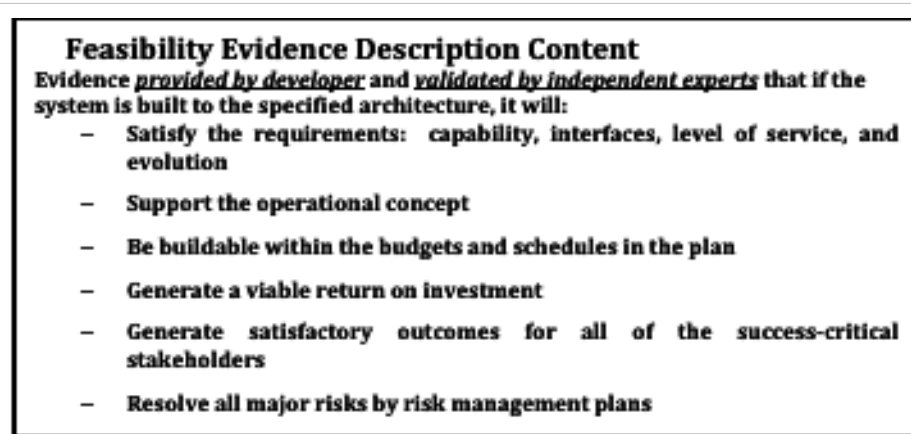 Feasibility Evidence Description Content
Evidence provided by developer and validated by independent experts that if the
system is built to the specified architecture, it will:
– Satisfy the requirements: capability, interfaces, level of service, and
evolution
– Support the operational concept
– Be buildable within the budgets and schedules in the plan
– Generate a viable return on investment
– Generate satisfactory outcomes for all of the success-critical
stakeholders
– Resolve all major risks by risk management plans